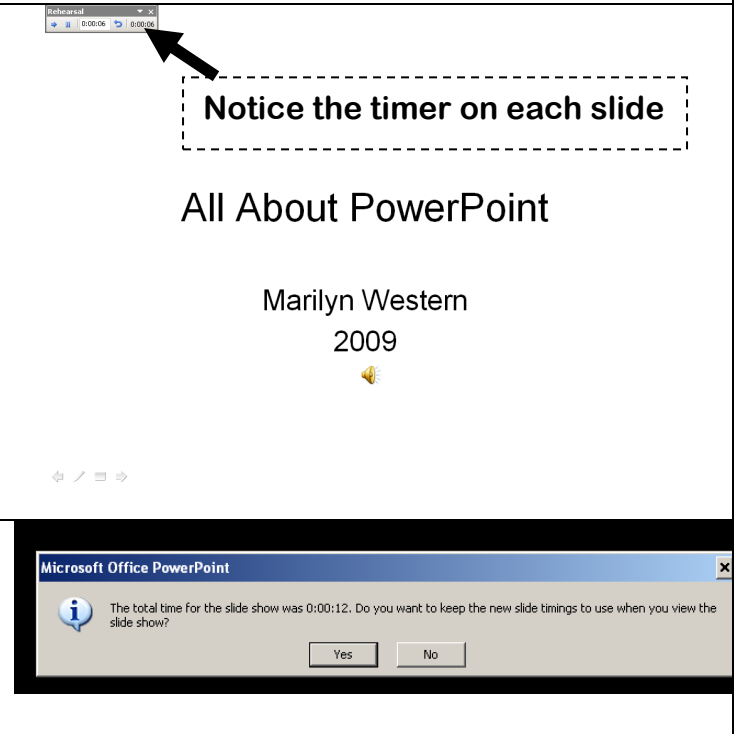 Rehearsal
0:00:06 0:00:06
Notice the timer on each slide
All About PowerPoint
Marilyn Western
2009
Microsoft Office PowerPoint
The total time for the slide show was 0:00:12. Do you want to keep the new slide timings to use when you view the
slide show?
Yes No